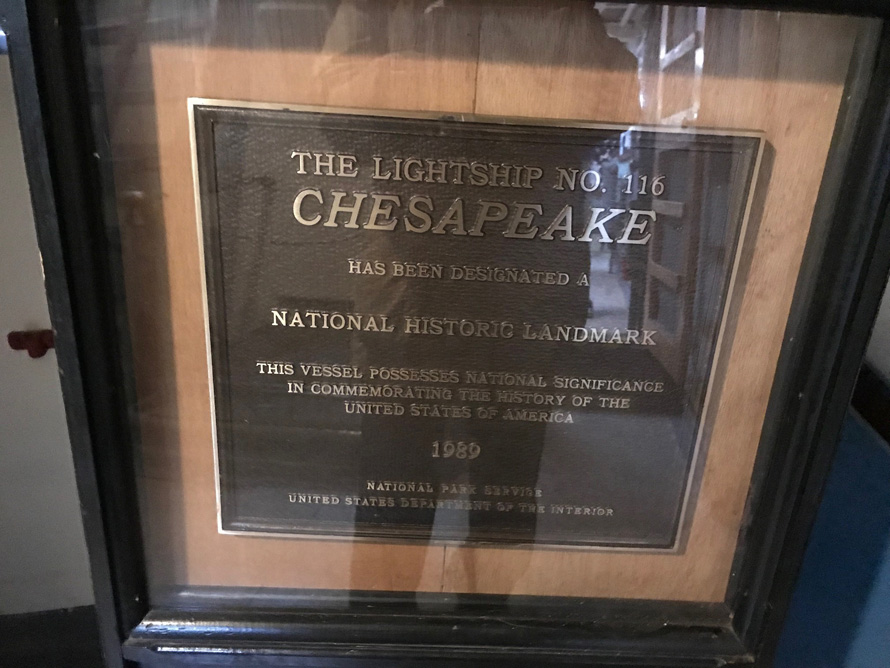 THE LIGHTSHIP NO. 116
CHESAPEAKE
HAS BEEN DESIGNATED A
NATIONAL HISTORIC LANDMARK
THIS VESSEL POSSESSES NATIONAL SIGNIFICANCE
IN COMMEMORATING THE HISTORY OF THE
UNITED STATES OF AMERICA
1989
NATIONAL PARK SERVICE
UNITED STATES DEPARTMENT OF THE INTERIOR